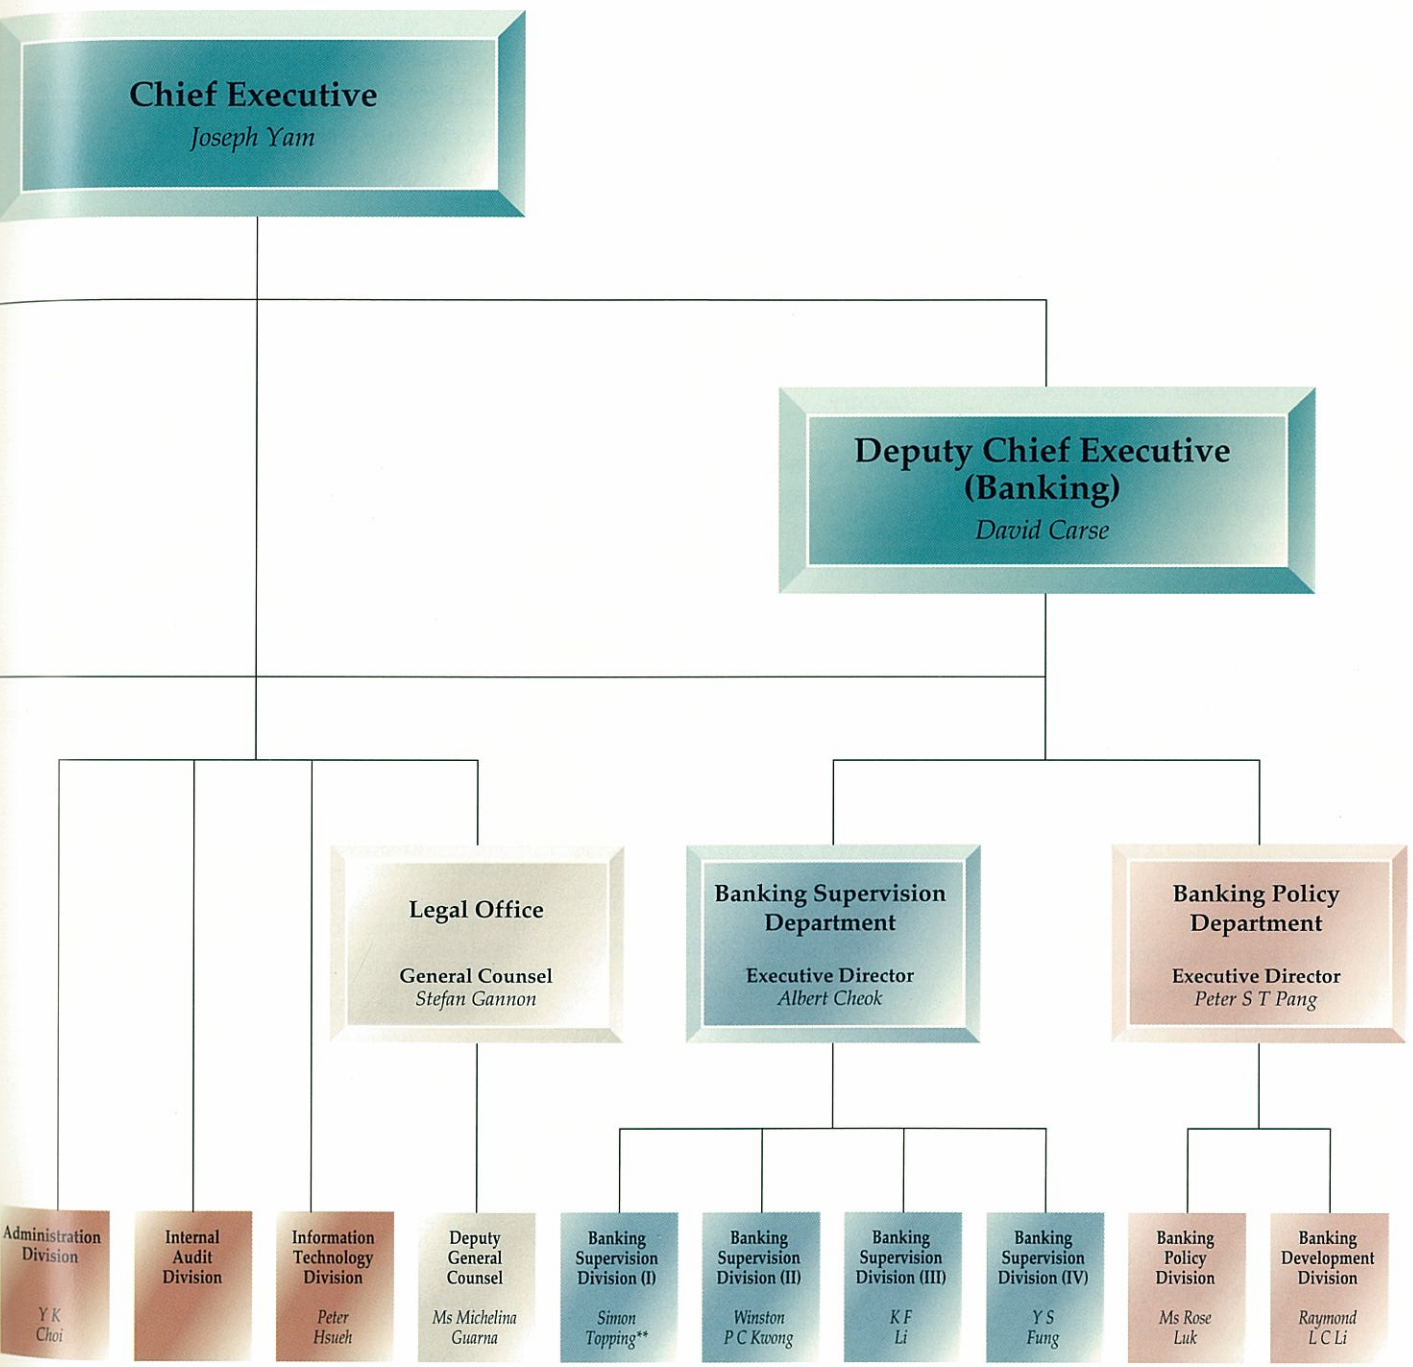 Chief Executive
Joseph Yam
Deputy Chief Executive
(Banking)
David Carse
Legal Office
General Counsel
Stefan Gannon
Banking Supervision
Department
Executive Director
Albert Cheok
Banking Policy
Department
Executive Director
Peter S T Pang
Administration
Division
Y K
Choi
Internal
Audit
Division
Information
Technology
Division
Peter
Hsueh
Deputy
General
Counsel
Ms Michelina
Guarna
Banking
Supervision
Division (I)
Simon
Topping**
Banking
Supervision
Division (II)
Winston
P C Kwong
Banking
Supervision
Division (III)
K F
Li
Banking
Supervision
Division (IV)
Y S
Fung
Banking
Policy
Division
Ms Rose
Luk
Banking
Development
Division
Raymond
L C Li